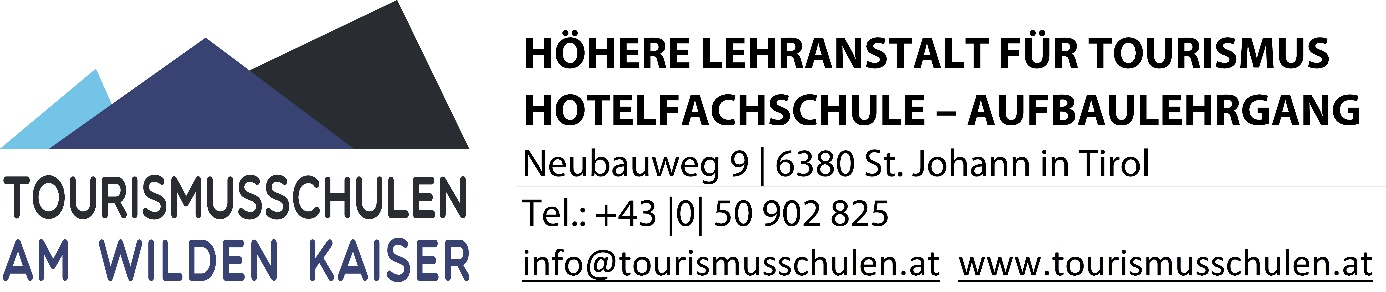 TOURISMUSSCHULEN
AM WILDEN KAISER
HÖHERE LEHRANSTALT FÜR TOURISMUS
HOTELFACHSCHULE – AUFBAULEHRGANG
Neubauweg 9 | 6380 St. Johann in Tirol
Tel.: +43 |0| 50 902 825
info@tourismusschulen.at www.tourismusschulen.at